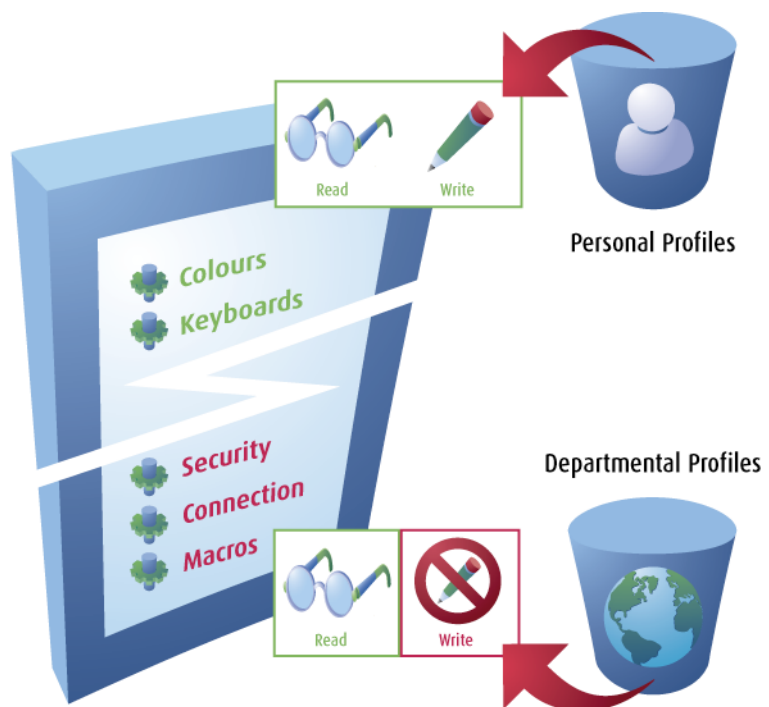 Read
Write
Personal Profiles
Colours
Keyboards
Security
Connection
Macros
Departmental Profiles
Read
Write